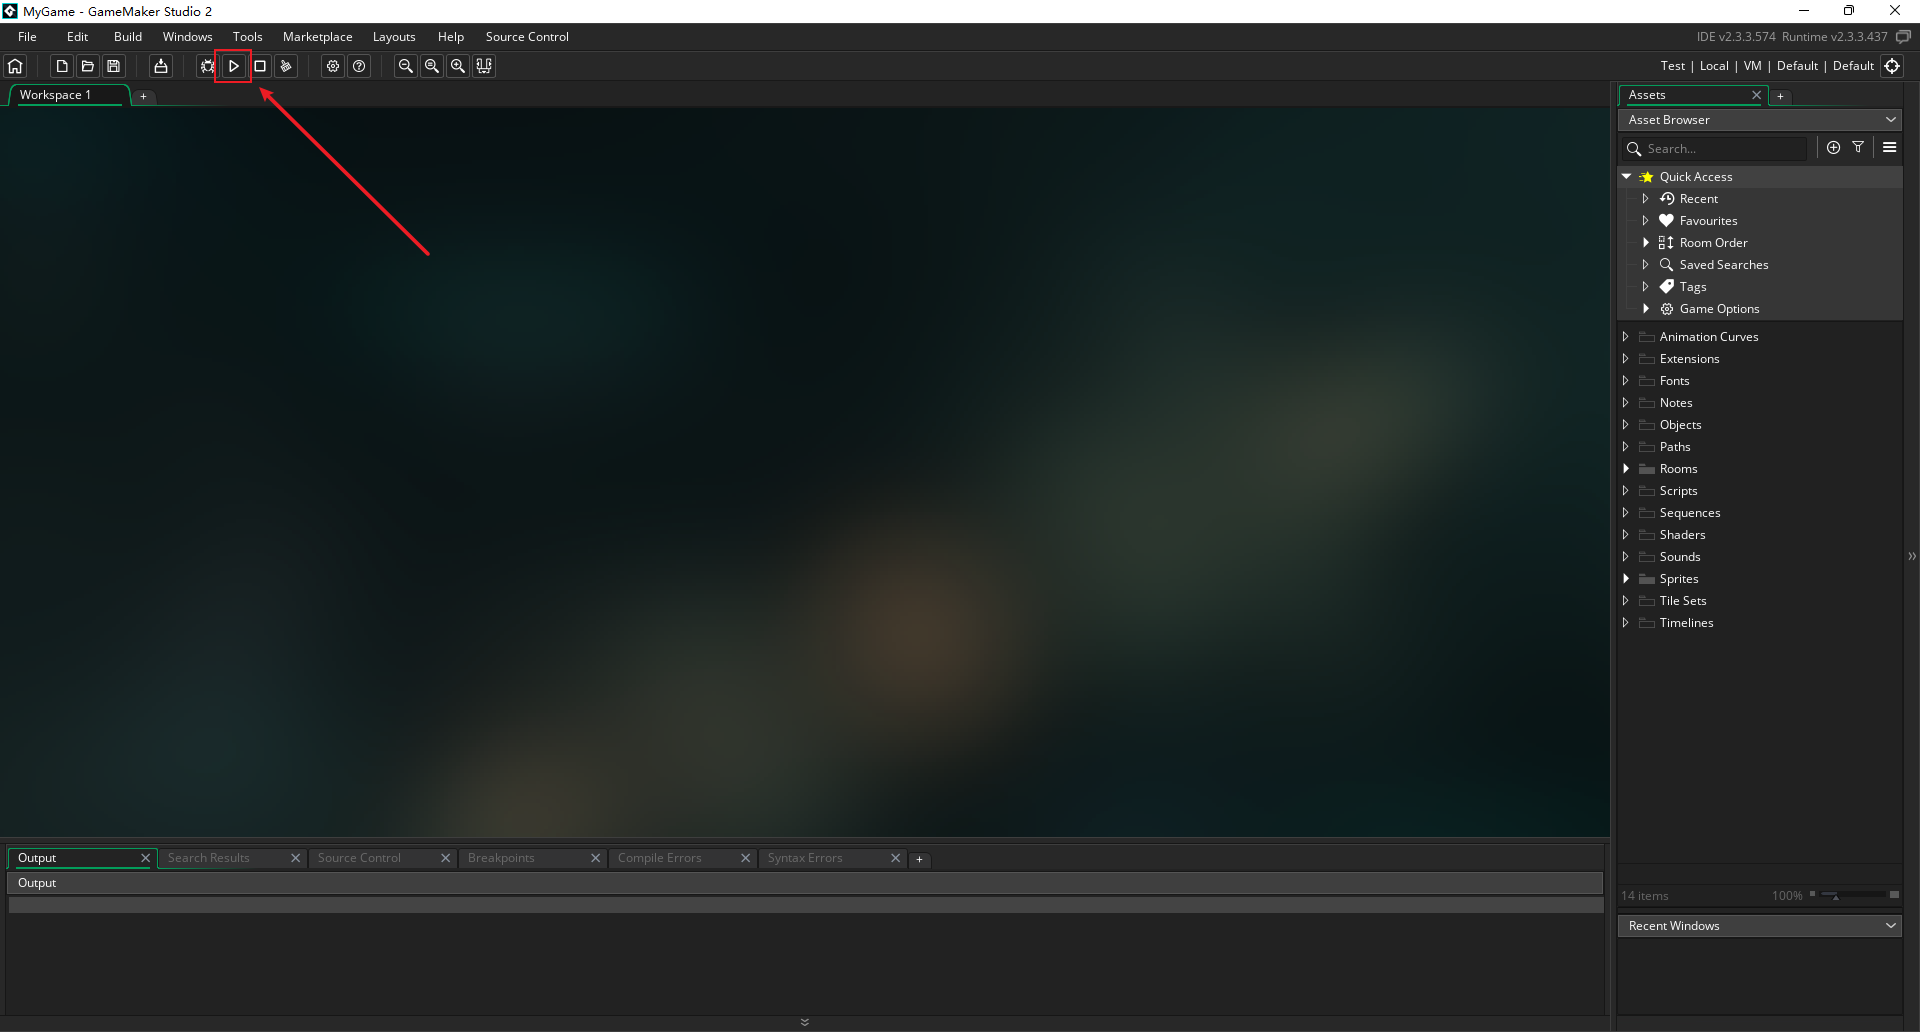 MyGame - GameMaker Studio 2
File Edit Build Windows Tools Marketplace Layouts Help Source Control
IDE v2.3.3.574 Runtime v2.3.3.437
Test | Local | VM | Default | Default
Workspace 1 +
Assets +
Asset Browser
Search...
Quick Access
Recent
Favourites
Room Order
Saved Searches
Tags
Game Options
Animation Curves
Extensions
Fonts
Notes
Objects
Paths
Rooms
Scripts
Sequences
Shaders
Sounds
Sprites
Tile Sets
Timelines
14 items 100%
Recent Windows
Output Search Results Source Control Breakpoints Compile Errors Syntax Errors +
Output